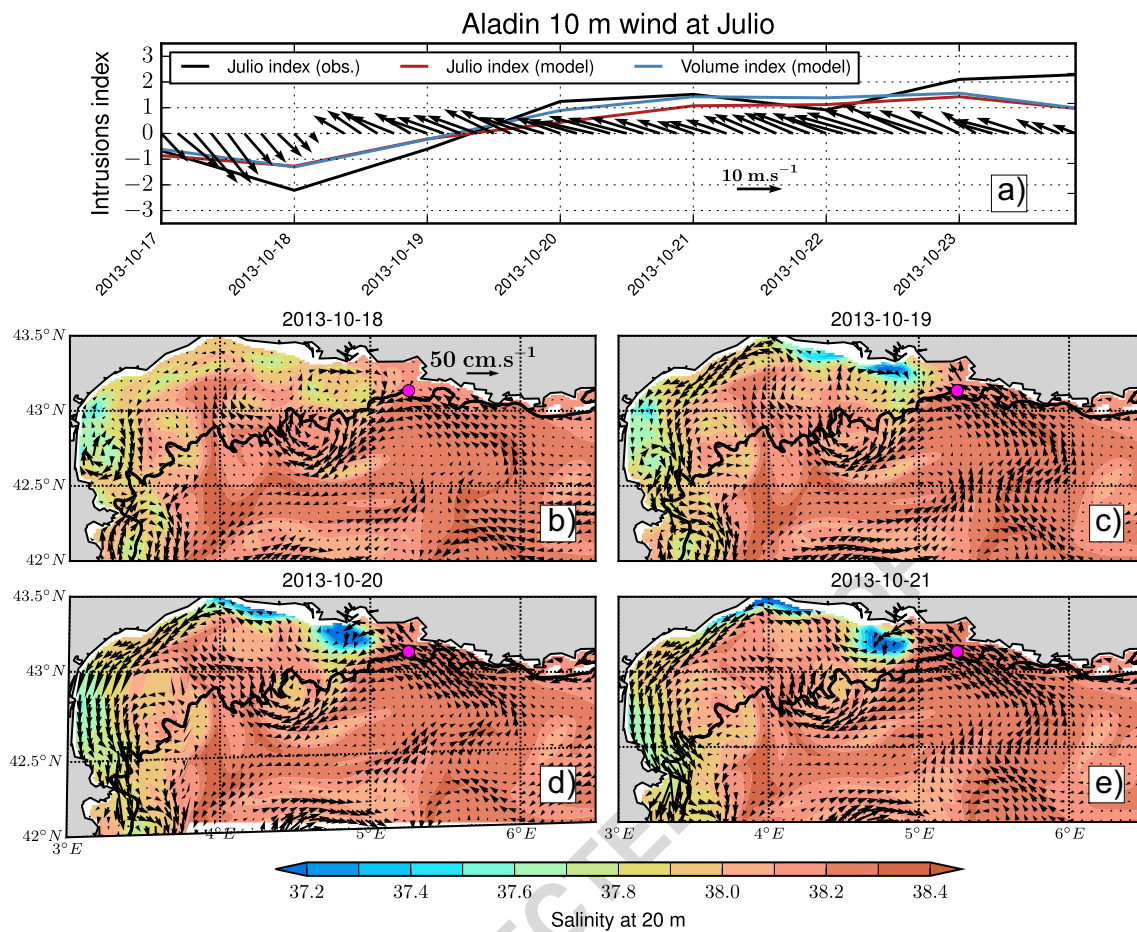 Aladin 10 m wind at Julio
Intrusions index
3
2
1
0
−1
−2
−3
Julio index (obs.)
Julio index (model)
Volume index (model)
10 m.s⁻¹
a)
2013-10-17
2013-10-18
2013-10-19
2013-10-20
2013-10-21
2013-10-22
2013-10-23
2013-10-18
43.5°N
43°N
42.5°N
42°N
50 cm.s⁻¹
b)
2013-10-19
c)
2013-10-20
43.5°N
43°N
42.5°N
42°N
3°E
4°E
5°E
6°E
d)
2013-10-21
3°E
4°E
5°E
6°E
e)
37.2
37.4
37.6
37.8
38.0
38.2
38.4
Salinity at 20 m